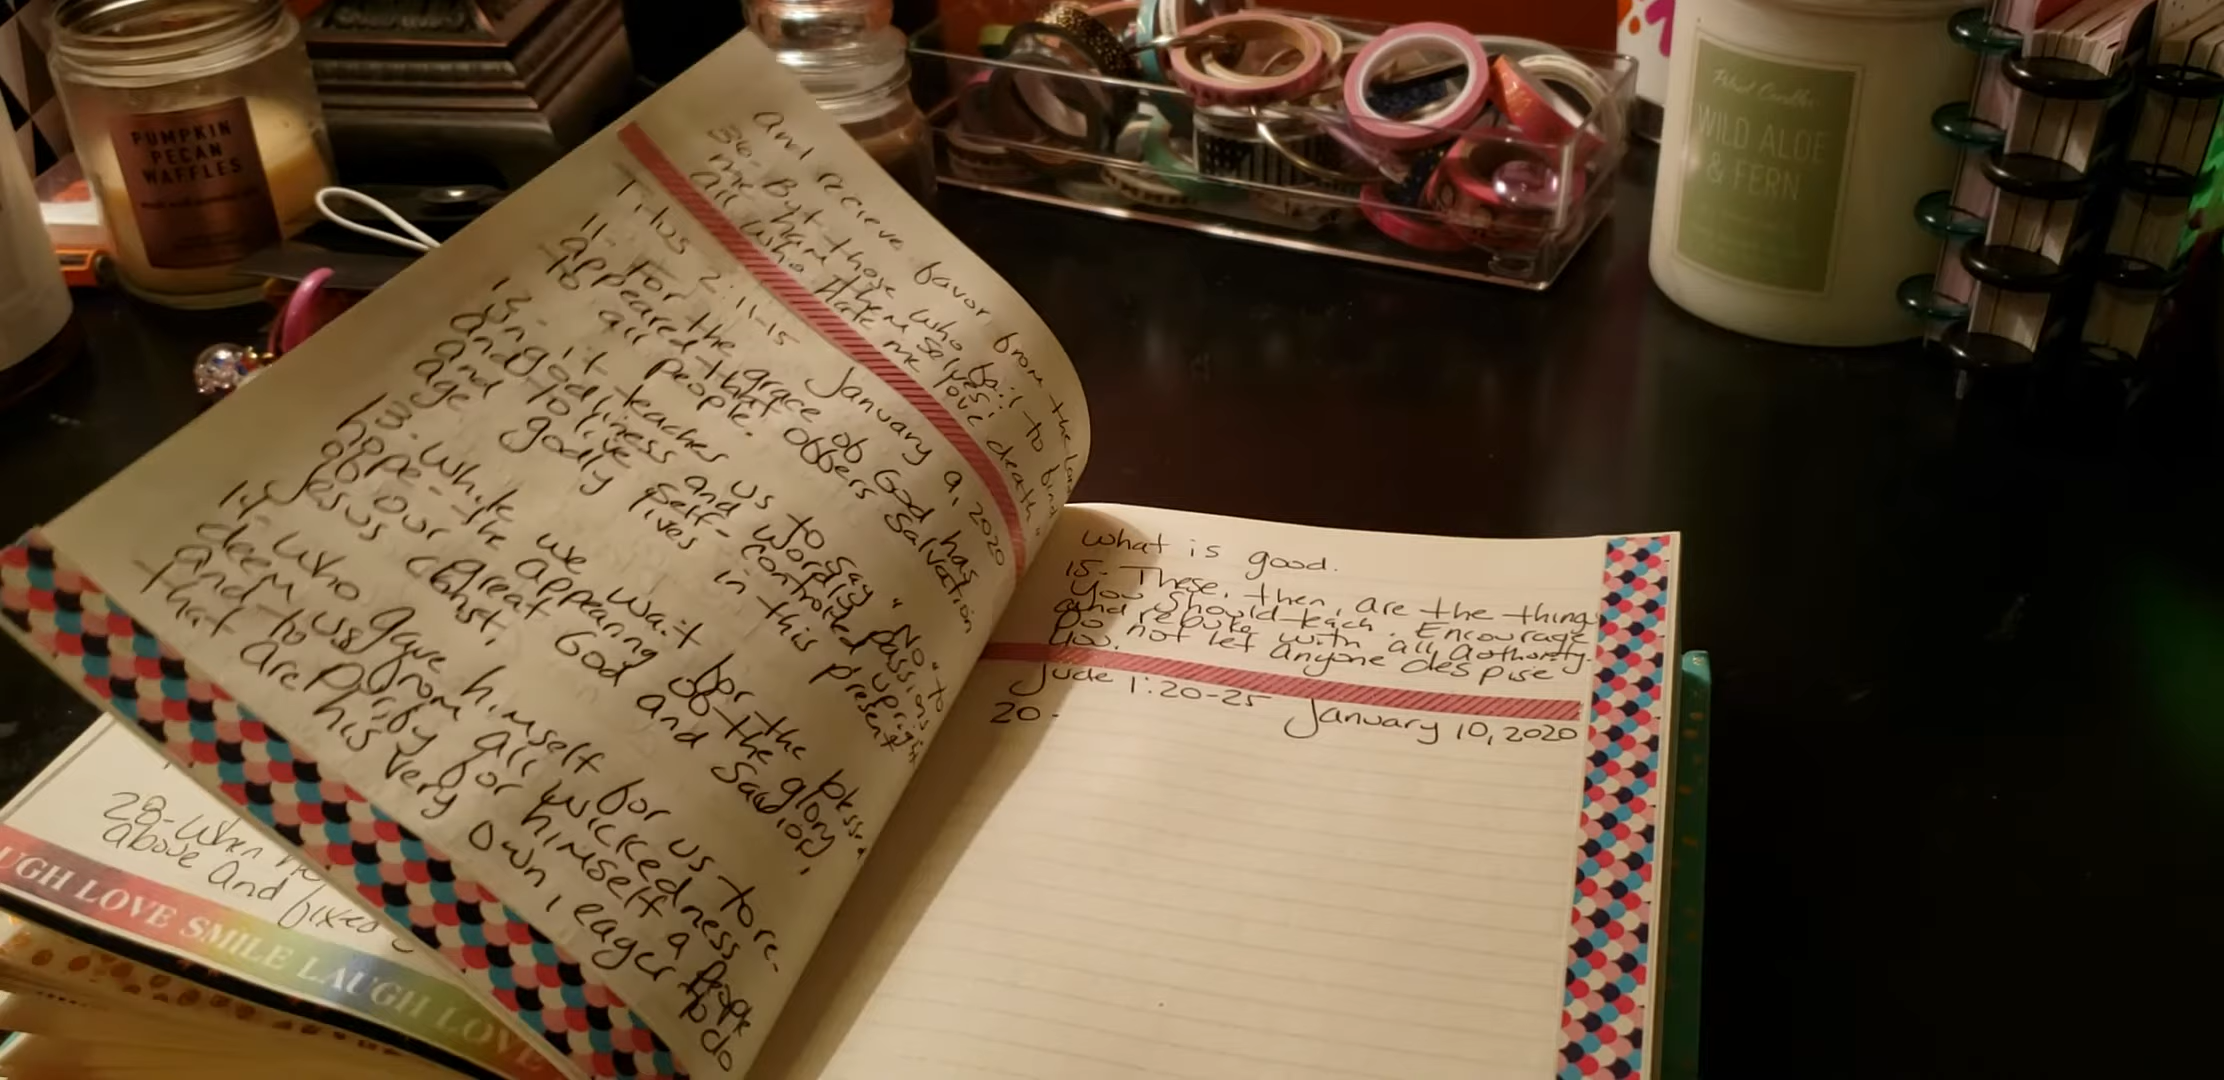 PUMPKIN
PECAN
WAFFLES
WILD ALOE
& FERN
and recieve favor from the Lord
36- But those who fail to find
me harm themselves;
all who Hate me love death"
Titus 2:11-15 January 9, 2020
11- For the grace of God has
appeared that offers salvation
to all people.
12- it teaches us to say "No" to
ungodliness and wordly passions
and to live self-controlled, upright
and godly lives in this present
age
13. While we wait for the blessed
hope-the appearing of the glory
of our great God and Savior,
Jesus Christ,
14. who gave himself for us to re-
deem us from all wickedness
and to purify for himself a people
that are his very own, eager to do
28- When he
above and fixed
UGH LOVE SMILE LAUGH LOVE
what is good.
15- These, then, are the things
you should teach. Encourage
and rebuke with all authority.
Do not let anyone despise
you.
Jude 1:20-25 January 10, 2020
20-